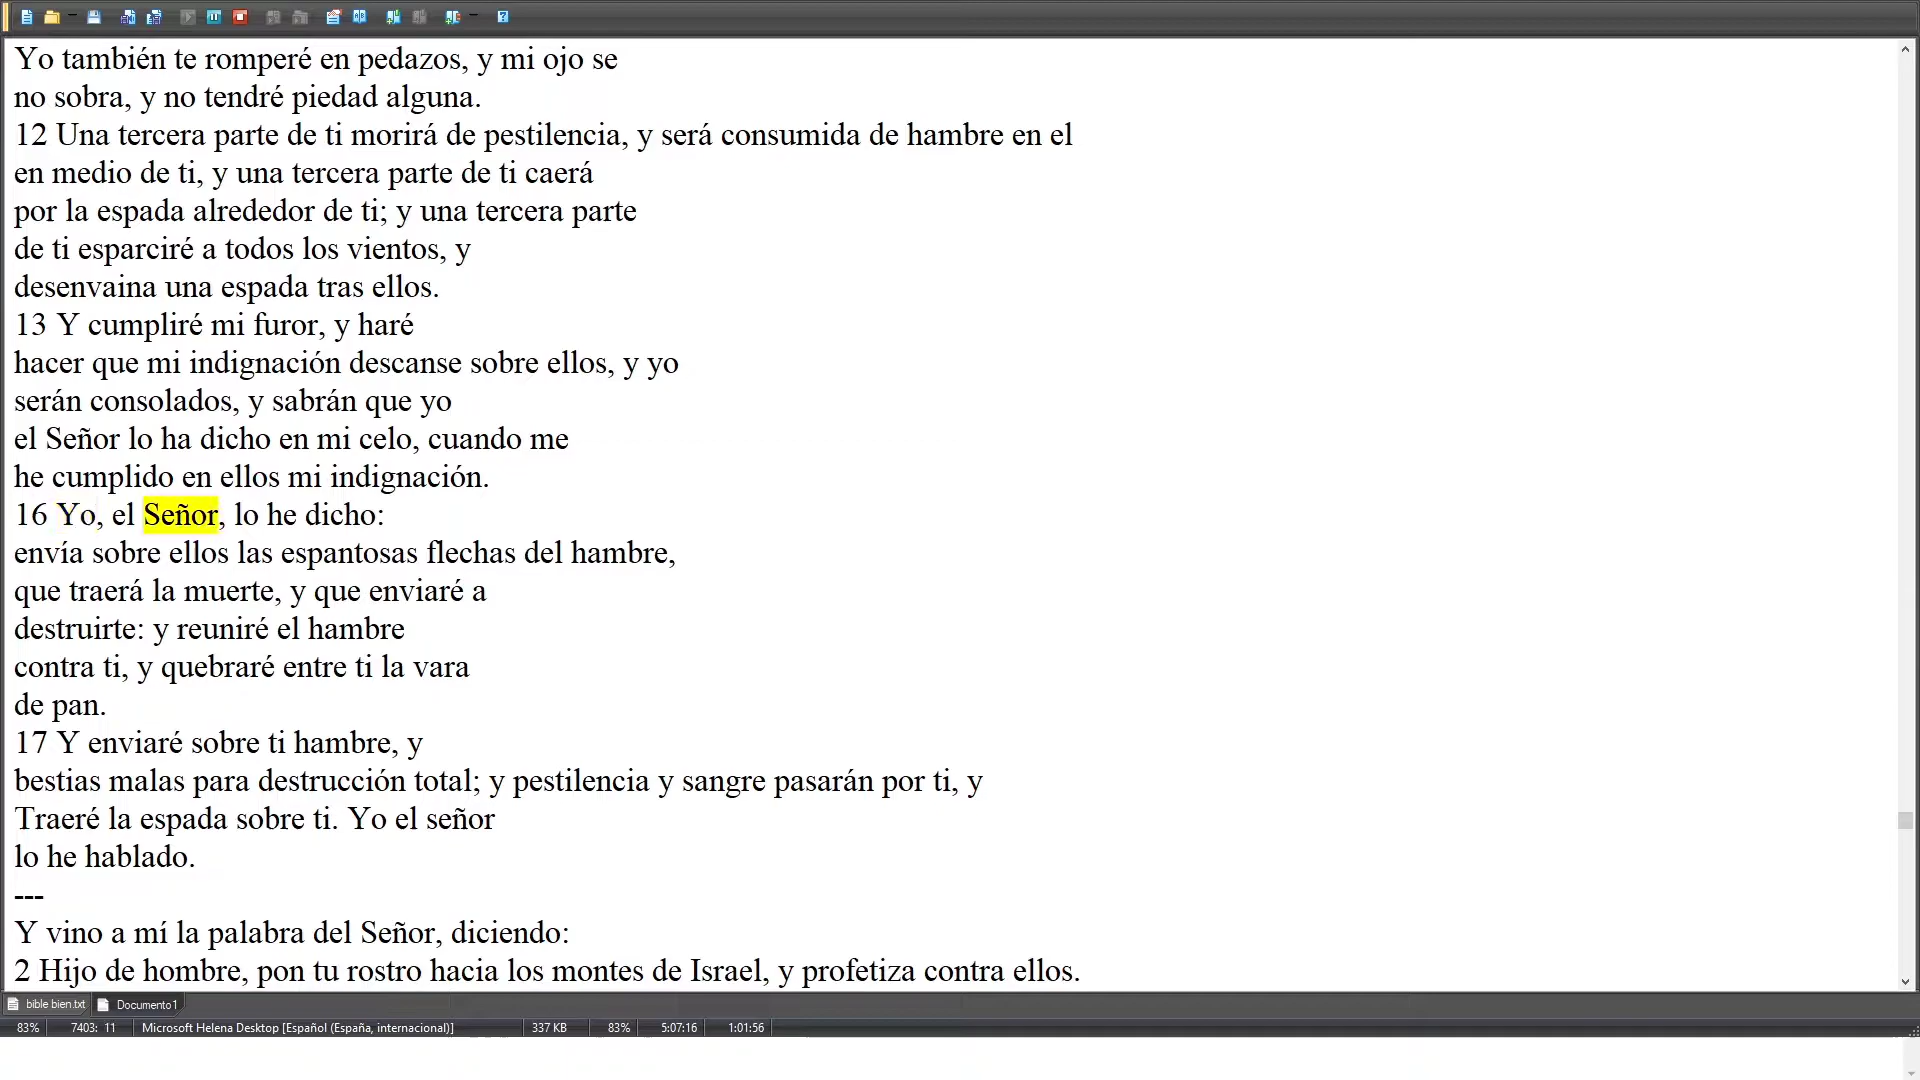 Yo también te romperé en pedazos, y mi ojo se
no sobra, y no tendré piedad alguna.
12 Una tercera parte de ti morirá de pestilencia, y será consumida de hambre en el
en medio de ti, y una tercera parte de ti caerá
por la espada alrededor de ti; y una tercera parte
de ti esparciré a todos los vientos, y
desenvaina una espada tras ellos.
13 Y cumpliré mi furor, y haré
hacer que mi indignación descanse sobre ellos, y yo
serán consolados, y sabrán que yo
el Señor lo ha dicho en mi celo, cuando me
he cumplido en ellos mi indignación.
16 Yo, el Señor, lo he dicho:
envía sobre ellos las espantosas flechas del hambre,
que traerá la muerte, y que enviaré a
destruirte: y reuniré el hambre
contra ti, y quebraré entre ti la vara
de pan.
17 Y enviaré sobre ti hambre, y
bestias malas para destrucción total; y pestilencia y sangre pasarán por ti, y
Traeré la espada sobre ti. Yo el señor
lo he hablado.
---
Y vino a mí la palabra del Señor, diciendo:
2 Hijo de hombre, pon tu rostro hacia los montes de Israel, y profetiza contra ellos.
bible bien.txt Documento1
83% 7403: 11 Microsoft Helena Desktop [Español (España, internacional)] 337 KB 83% 5:07:16 1:01:56